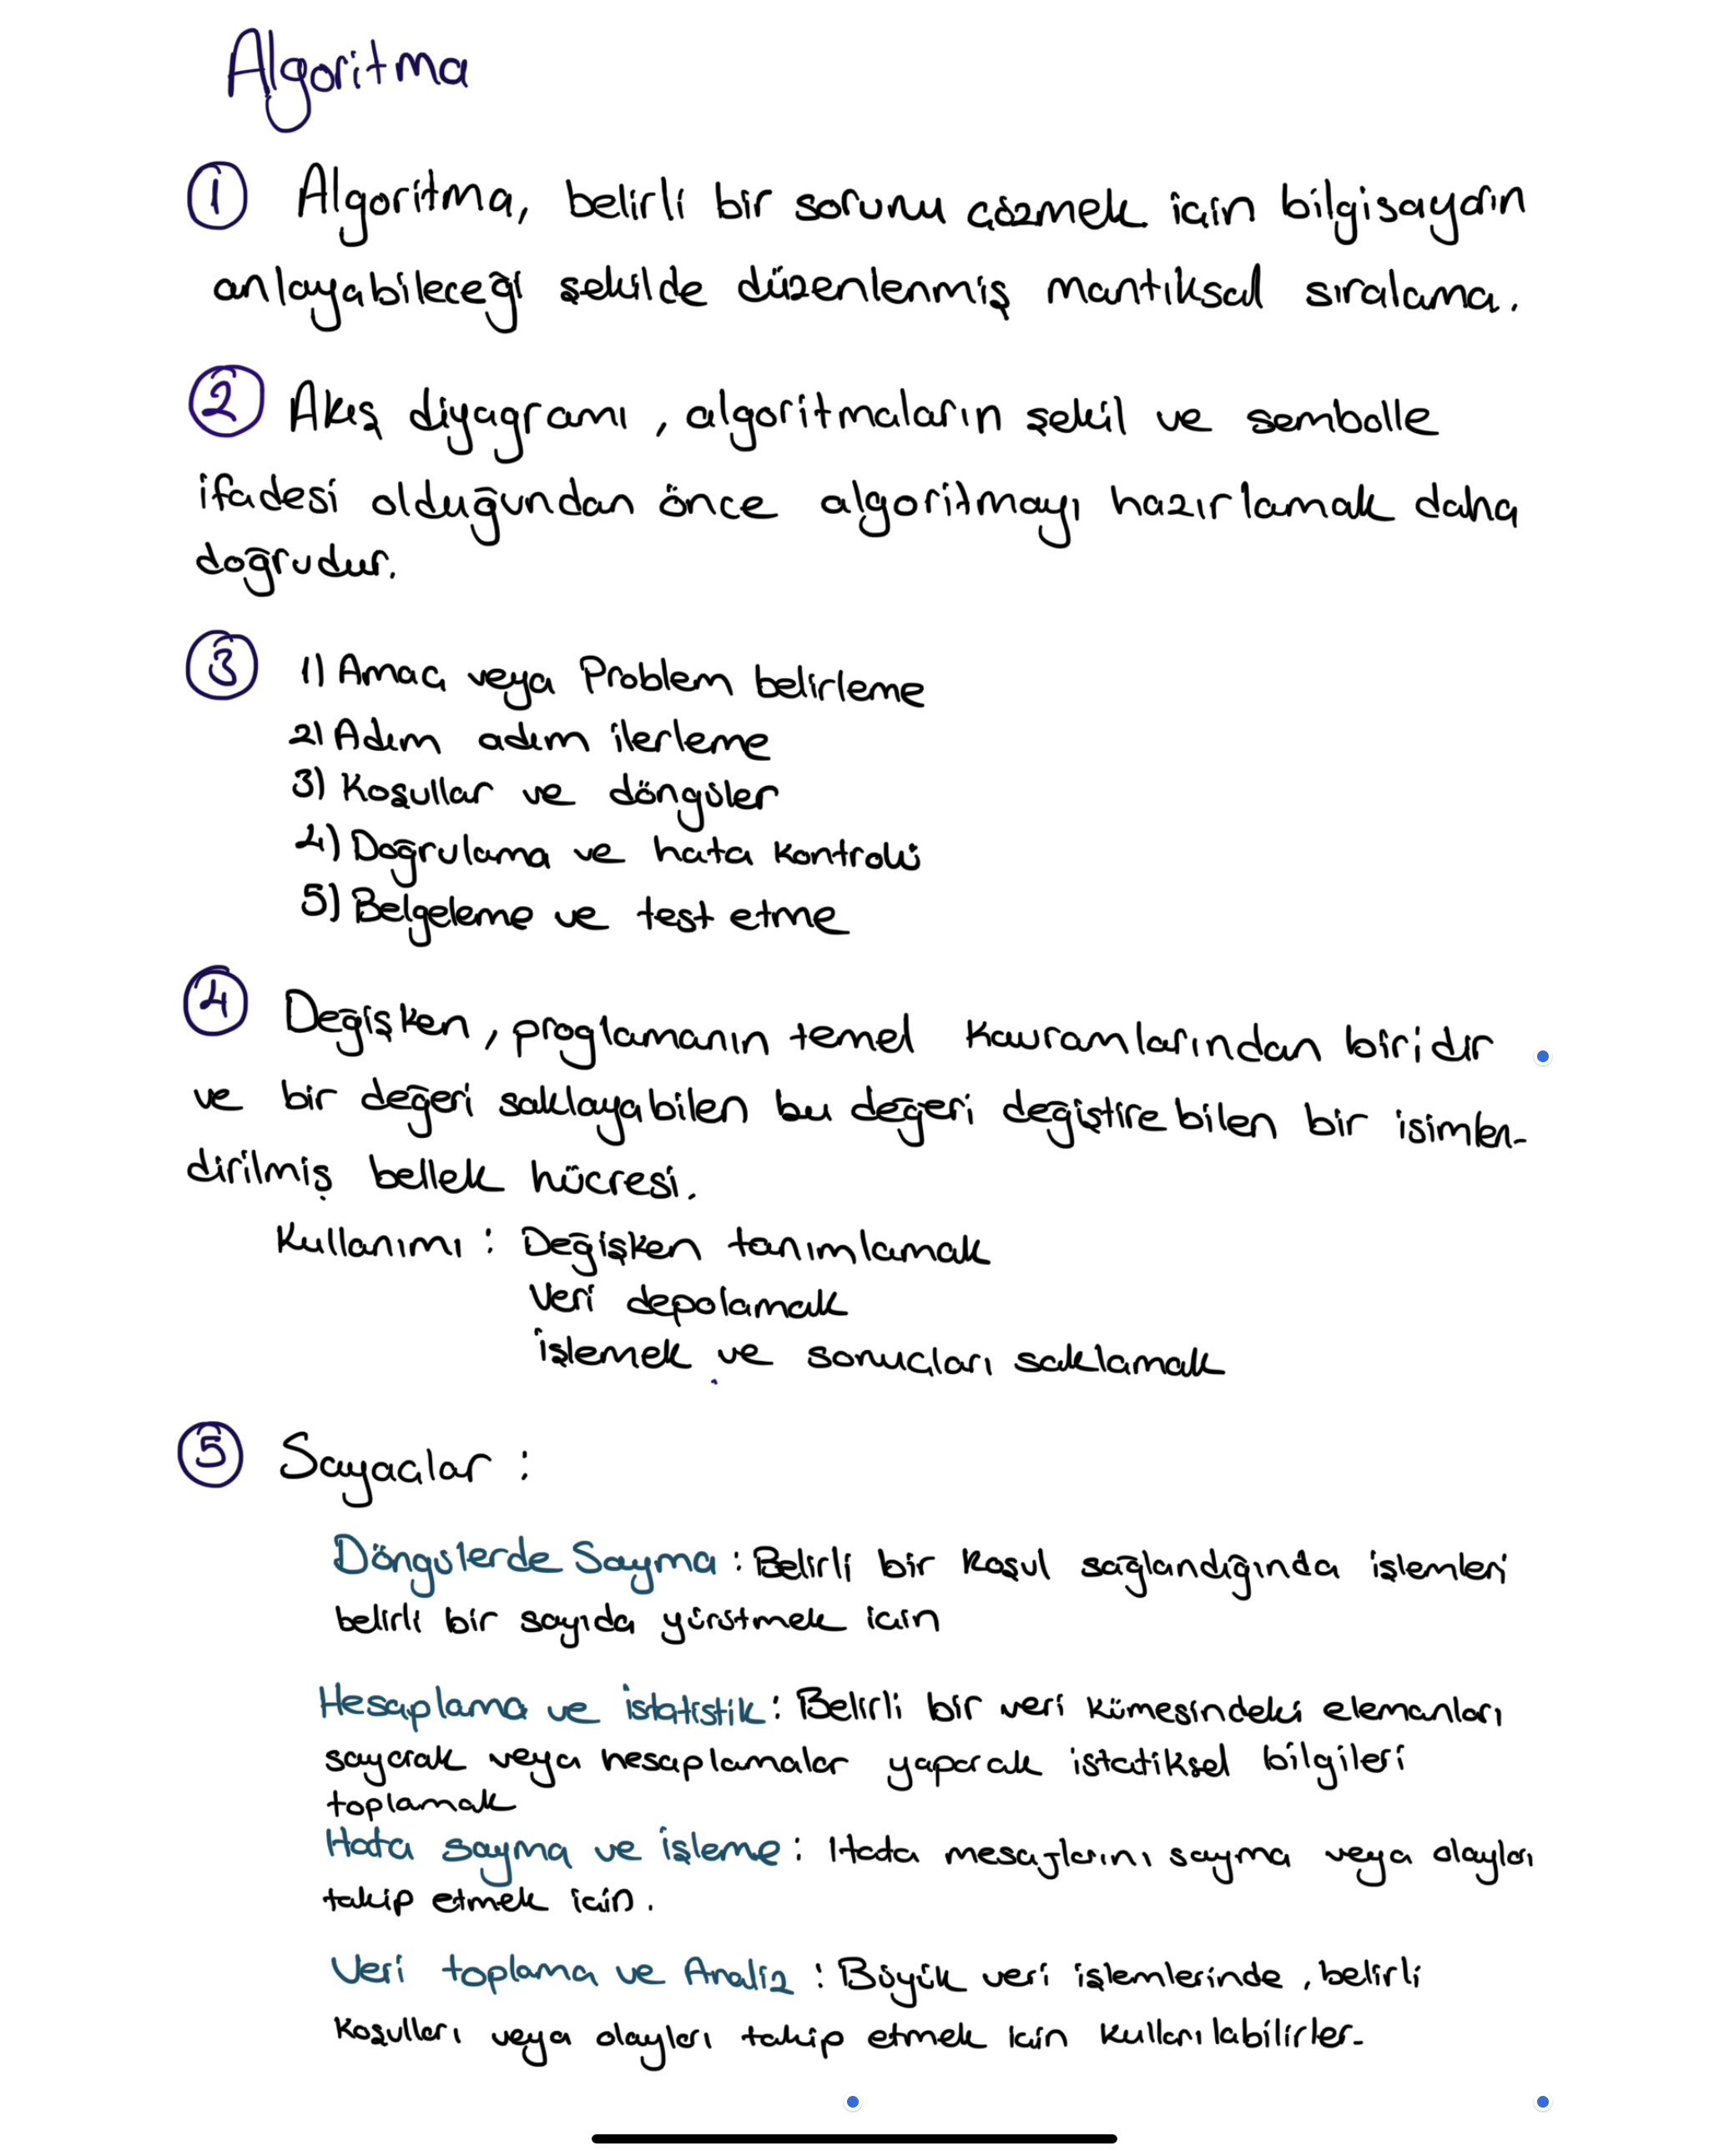 Algoritma
① Algoritma, belirli bir sorunu çözmek için bilgisayarın
anlayabileceği şekilde düzenlenmiş mantıksal sıralama.
② Akış diyagramı, algoritmaların şekil ve sembolle
ifadesi olduğundan önce algoritmayı hazırlamak daha
doğrudur.
③ 1) Amaç veya Problem belirleme
2) Adım adım ilerleme
3) Koşullar ve döngüler
4) Doğrulama ve hata kontrolü
5) Belgeleme ve test etme
④ Değişken, proglamanın temel kavramlarından biridir
ve bir değeri saklayabilen bu değeri değiştirebilen bir isimlen-
dirilmiş bellek hücresi.
Kullanımı : Değişken tanımlamak
Veri depolamak
işlemek ve sonuçları saklamak
⑤ Sayaçlar :
Döngülerde Sayma : Belirli bir koşul sağlandığında işlemleri
belirli bir sayıda yürütmek için
Hesaplama ve istatistik : Belirli bir veri kümesindeki elemanları
sayarak veya hesaplamalar yaparak istatiksel bilgileri
toplamak
Hata sayma ve işleme : Hata mesajlarını sayma veya olayları
takip etmek için.
Veri toplama ve Analiz : Büyük veri işlemlerinde, belirli
koşulları veya olayları takip etmek için kullanılabilirler.